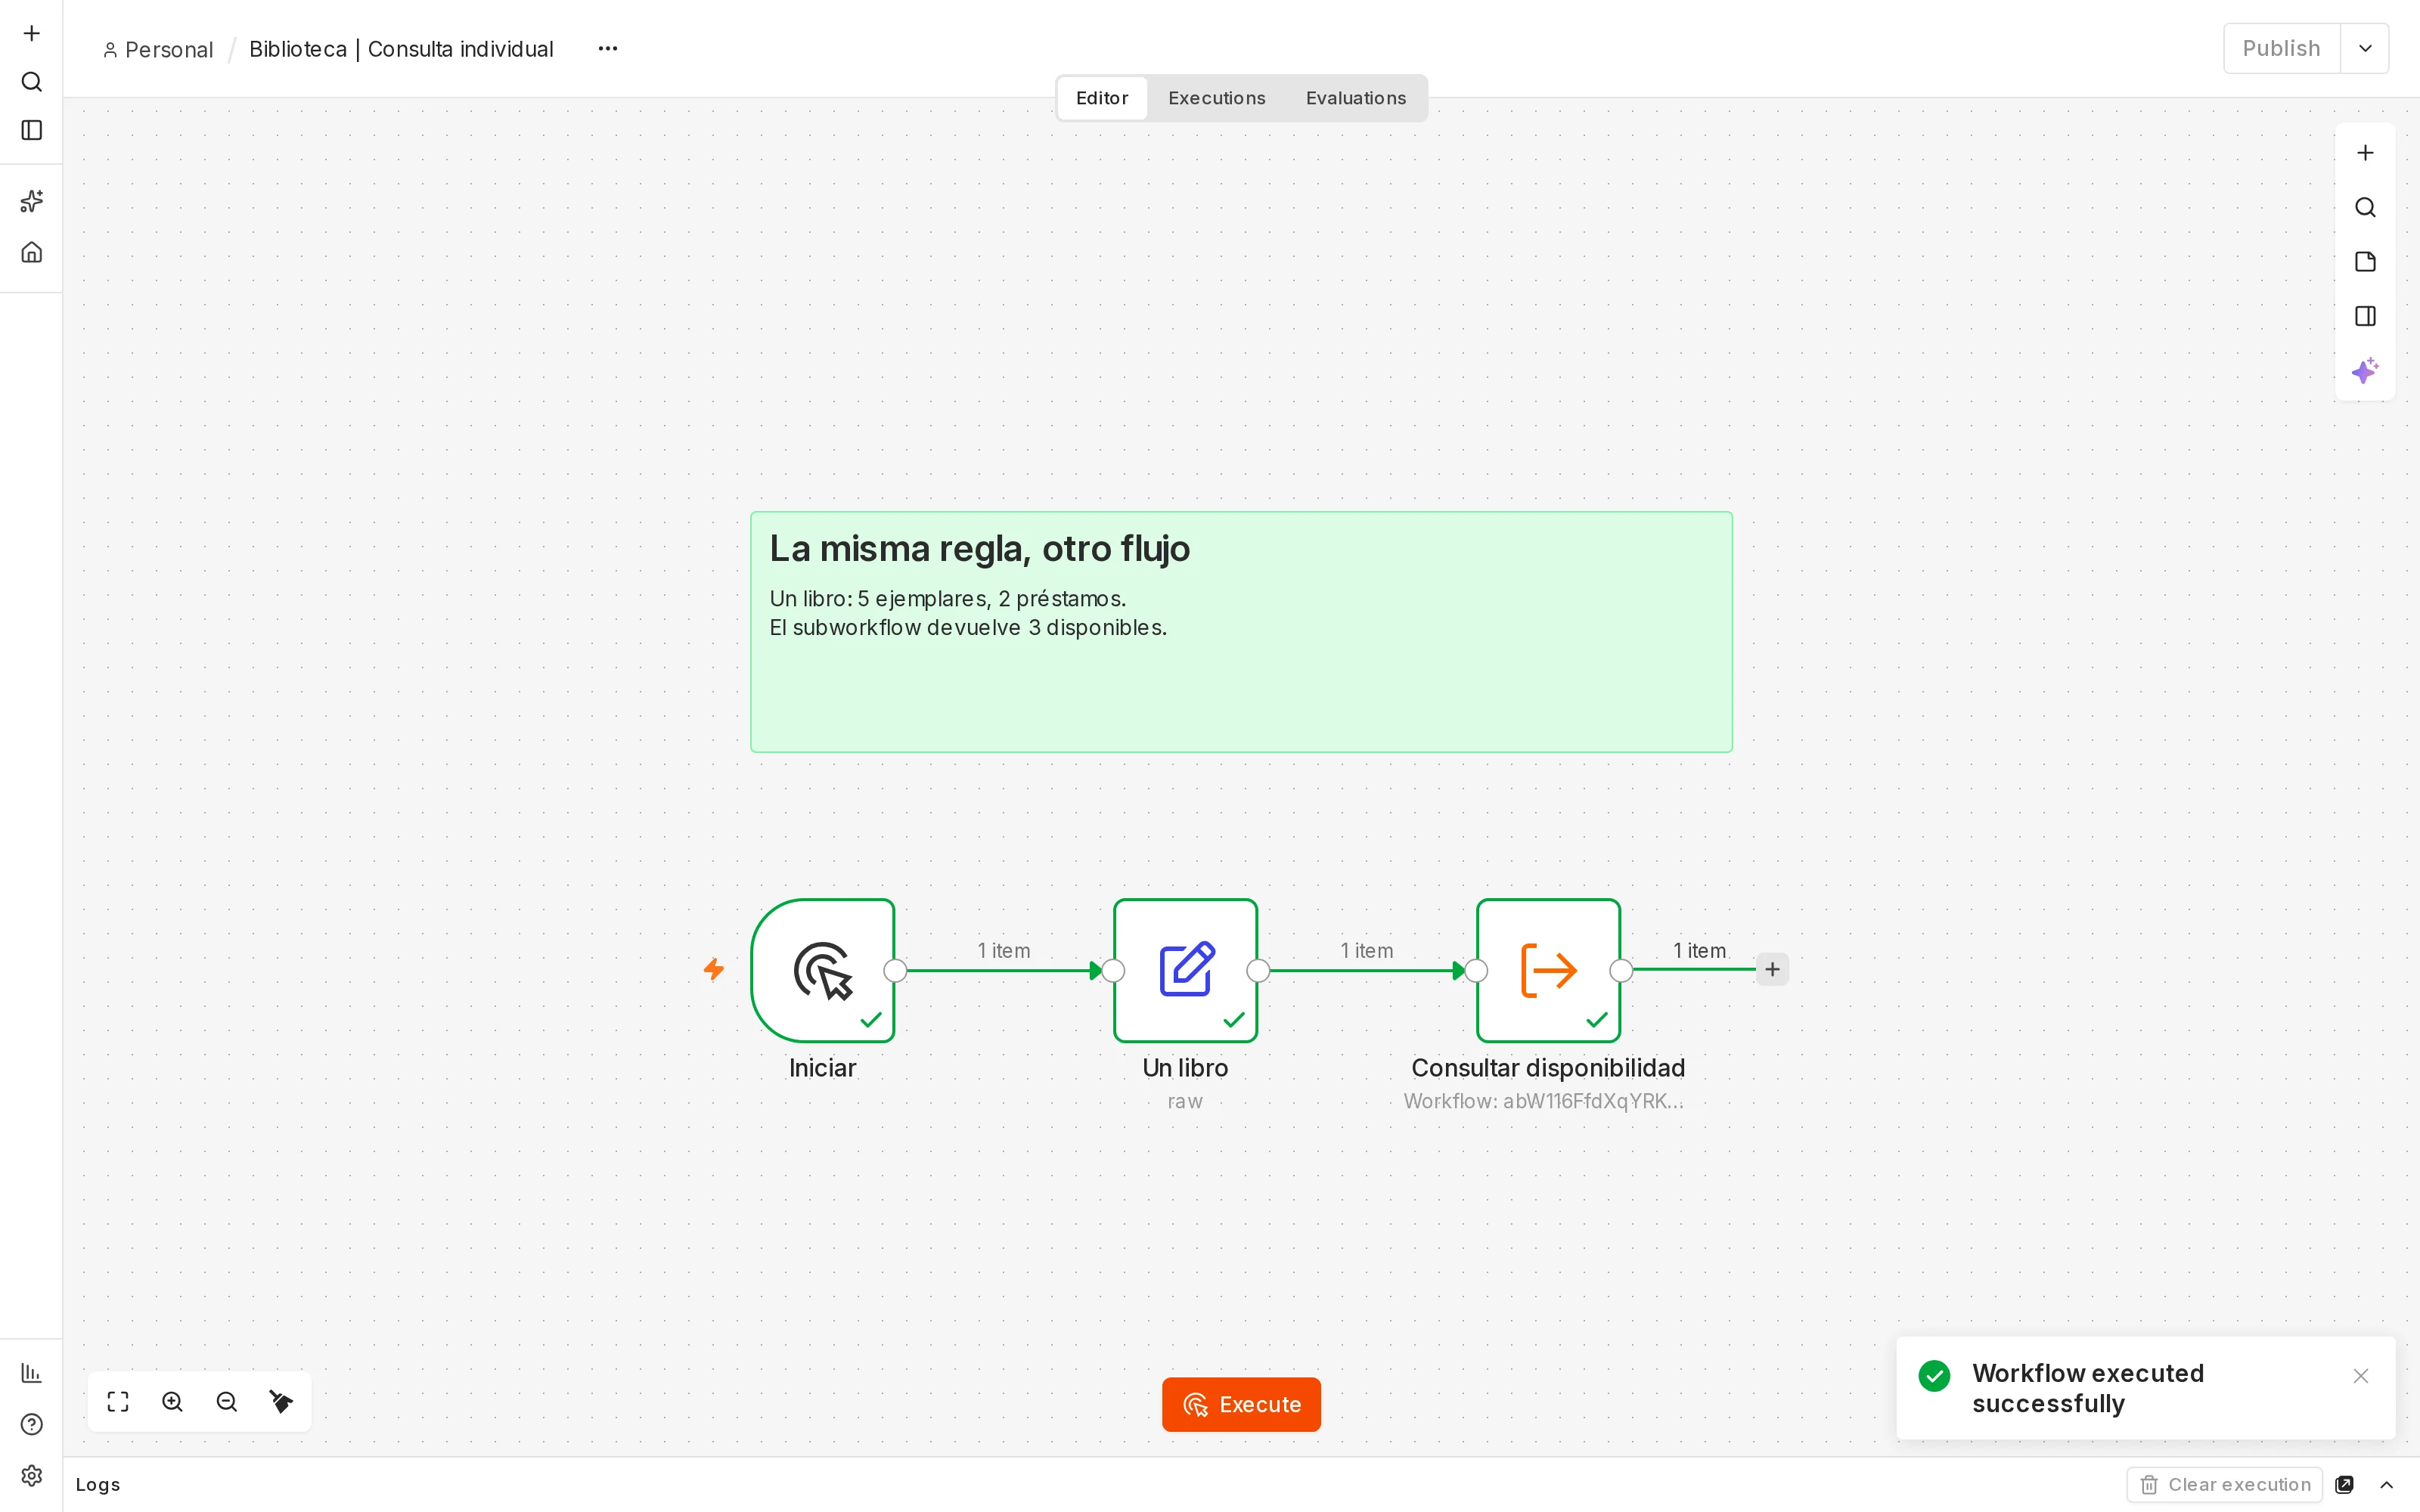 Personal / Biblioteca | Consulta individual
Publish
Editor
Executions
Evaluations
La misma regla, otro flujo
Un libro: 5 ejemplares, 2 préstamos.
El subworkflow devuelve 3 disponibles.
1 item
1 item
1 item
Iniciar
Un libro
raw
Consultar disponibilidad
Workflow: abW116FfdXqYRK...
Execute
Workflow executed
successfully
Logs
Clear execution